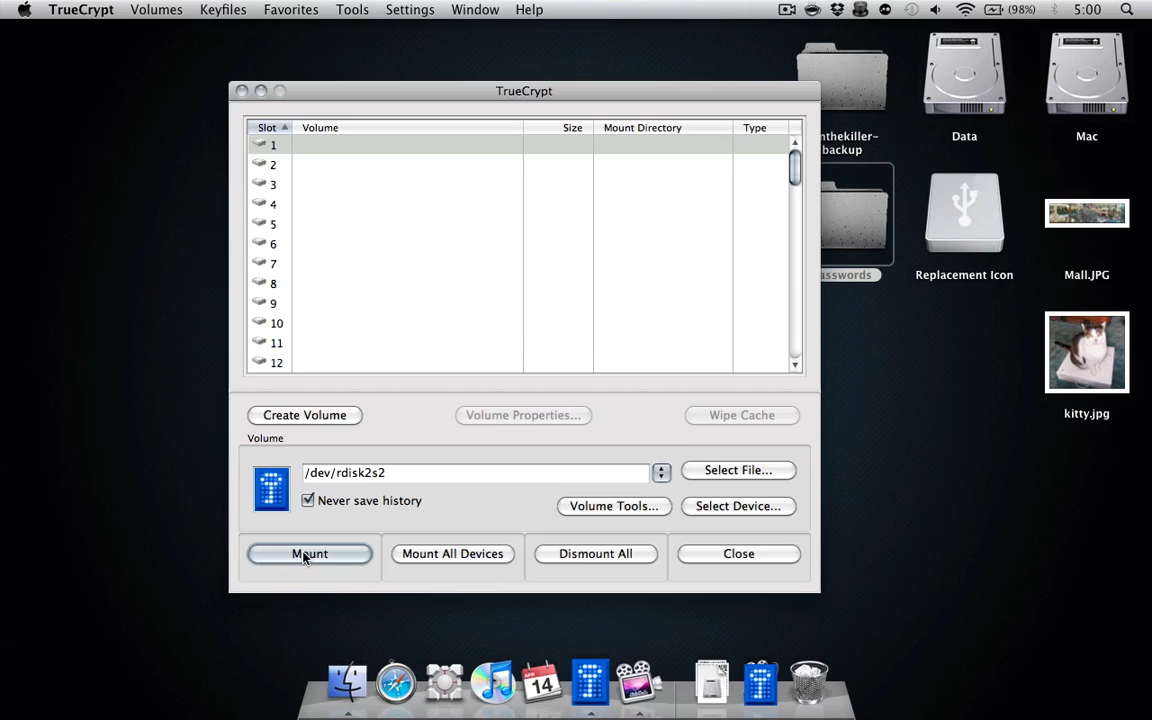 TrueCrypt Volumes Keyfiles Favorites Tools Settings Window Help (98%) 5:00
TrueCrypt
Slot Volume Size Mount Directory Type
1
2
3
4
5
6
7
8
9
10
11
12
Create Volume Volume Properties... Wipe Cache
Volume
/dev/rdisk2s2 Select File...
Never save history Volume Tools... Select Device...
Mount Mount All Devices Dismount All Close
nthekiller-
backup
Data
Mac
asswords
Replacement Icon
Mall.JPG
kitty.jpg
APR
14